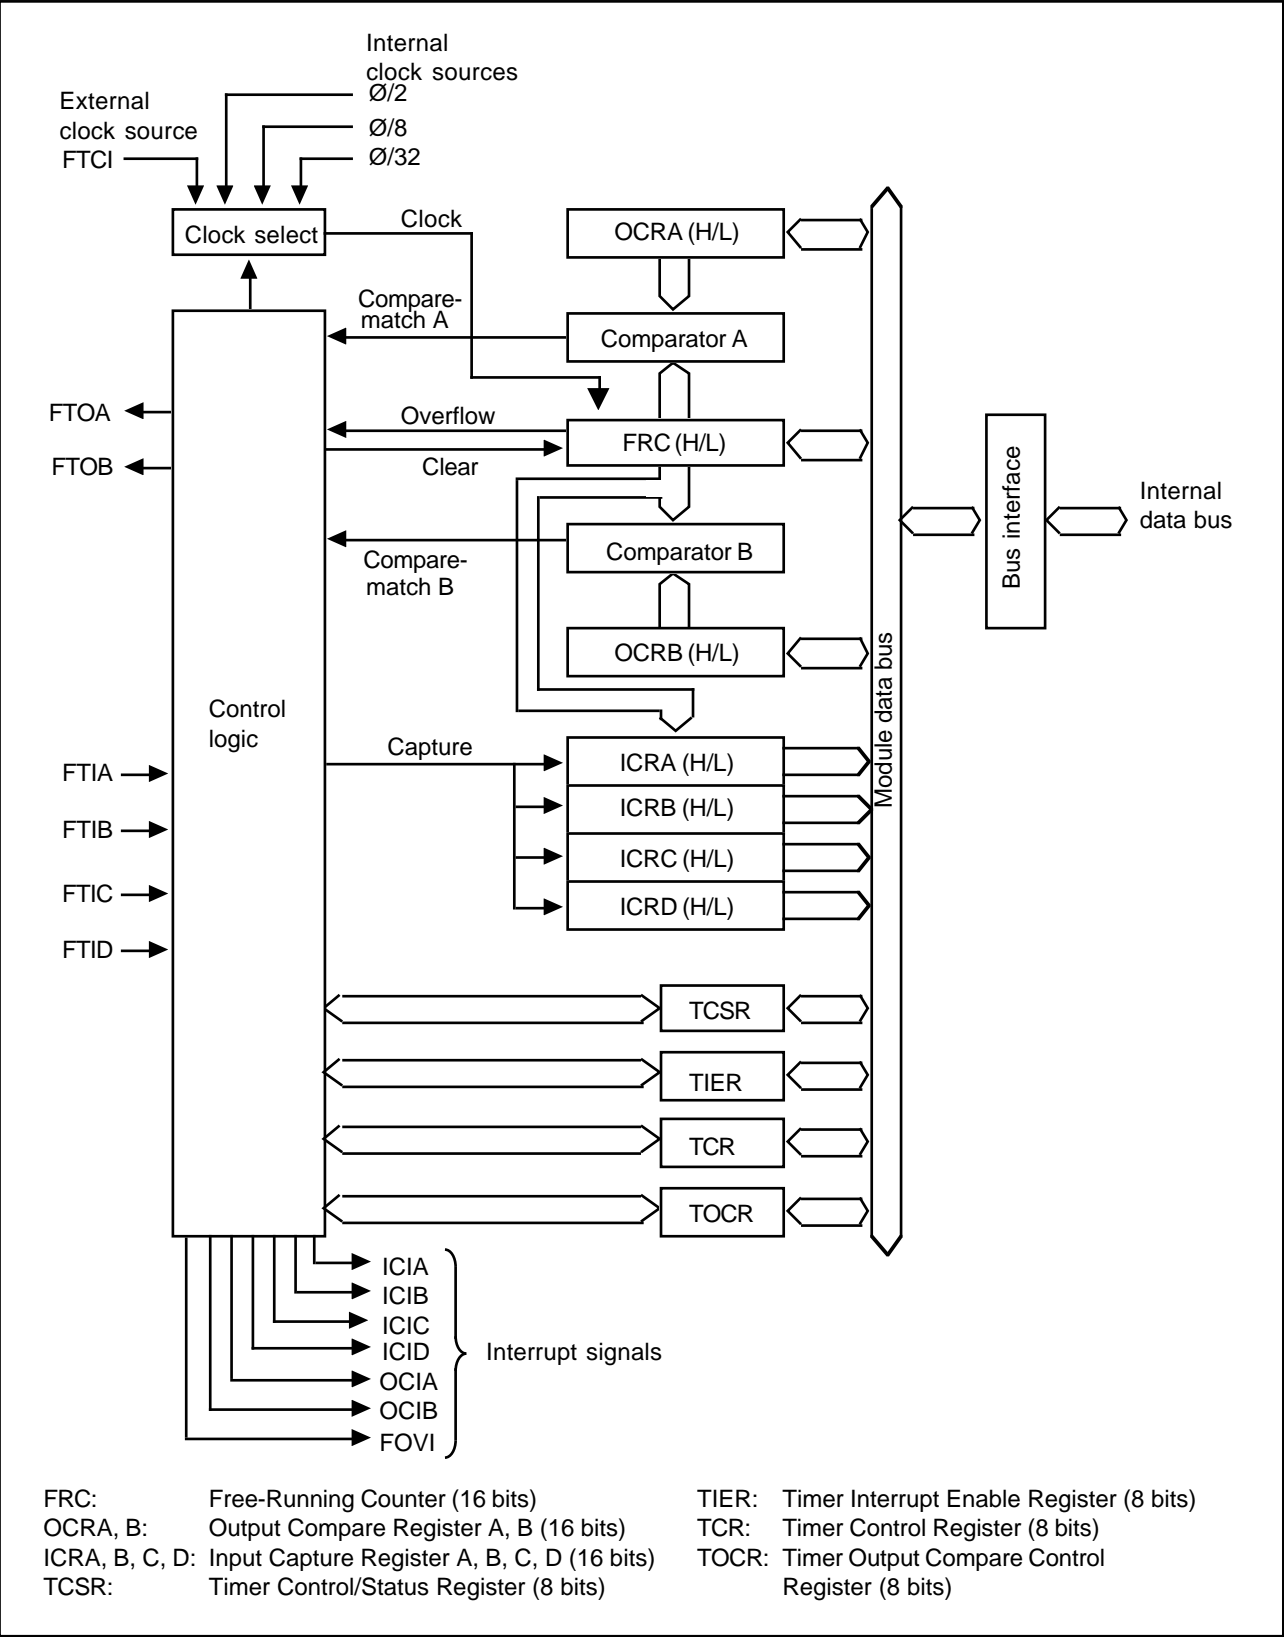 Internal
clock sources
Ø/2
External
clock source
Ø/8
FTCI
Ø/32
Clock select
Clock
OCRA (H/L)
Compare-
match A
Comparator A
FTOA
Overflow
FRC (H/L)
FTOB
Clear
Bus interface
Internal
data bus
Comparator B
Compare-
match B
OCRB (H/L)
Module data bus
Control
logic
Capture
FTIA
ICRA (H/L)
FTIB
ICRB (H/L)
ICRC (H/L)
FTIC
ICRD (H/L)
FTID
TCSR
TIER
TCR
TOCR
ICIA
ICIB
ICIC
ICID
Interrupt signals
OCIA
OCIB
FOVI
FRC: Free-Running Counter (16 bits)
OCRA, B: Output Compare Register A, B (16 bits)
ICRA, B, C, D: Input Capture Register A, B, C, D (16 bits)
TCSR: Timer Control/Status Register (8 bits)
TIER: Timer Interrupt Enable Register (8 bits)
TCR: Timer Control Register (8 bits)
TOCR: Timer Output Compare Control
Register (8 bits)